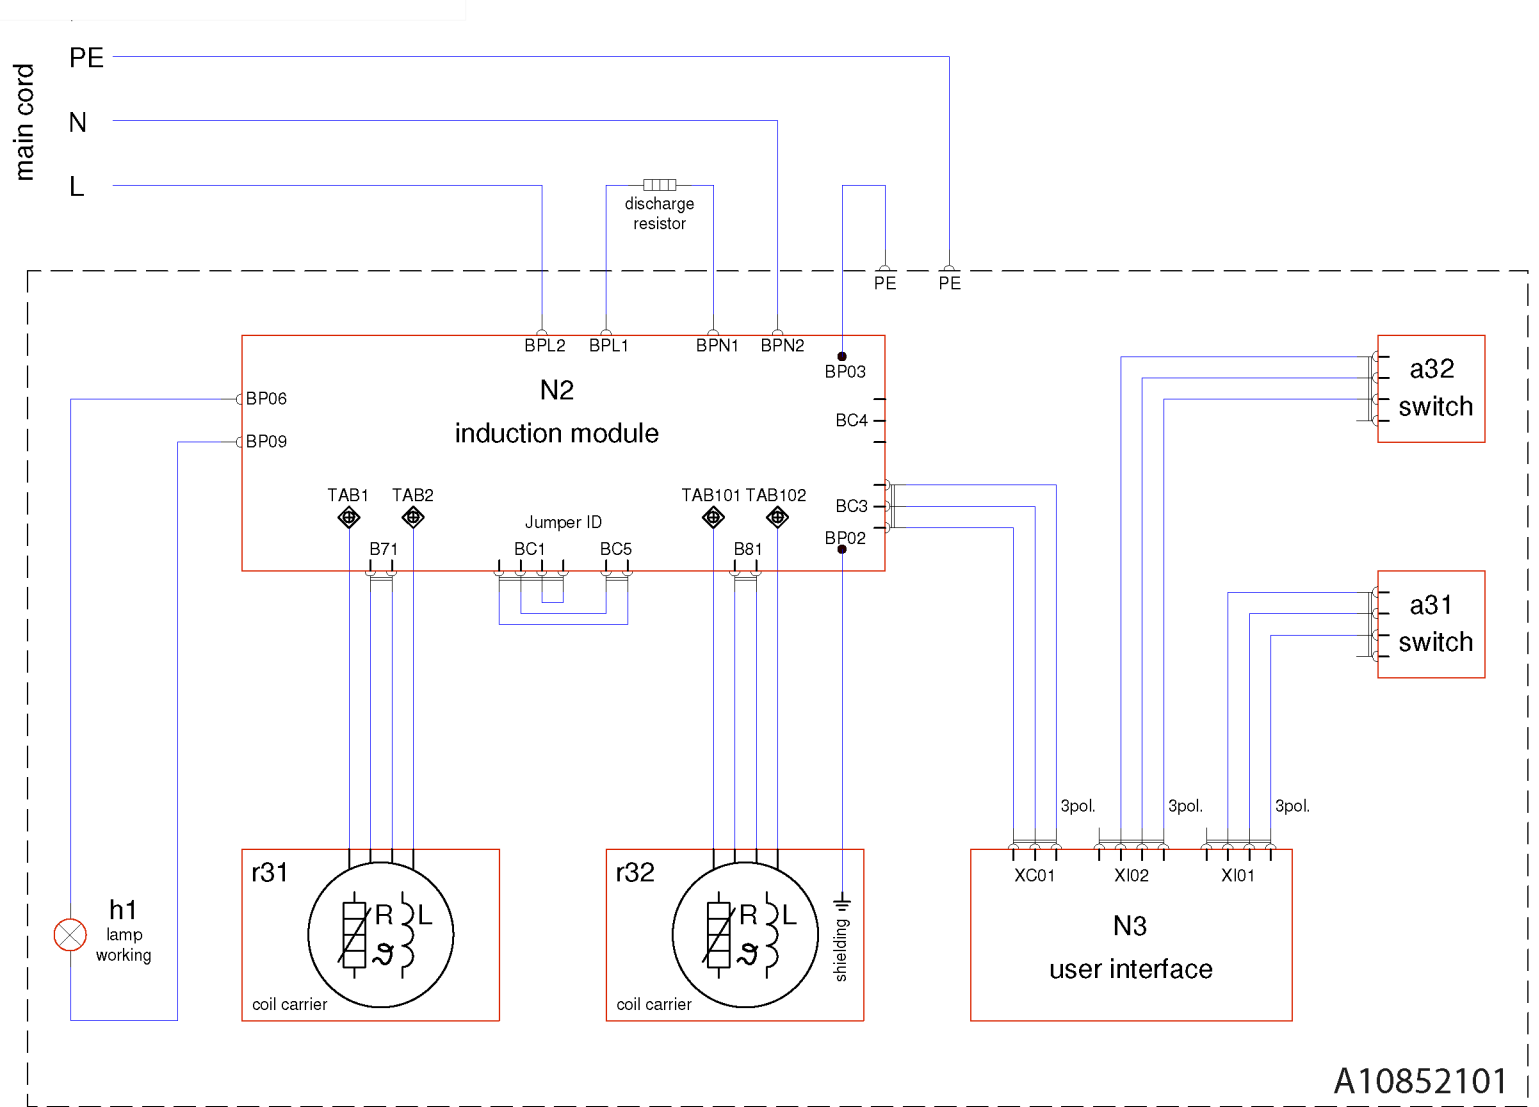 main cord
PE
N
L
discharge
resistor
PE
PE
BPL2
BPL1
BPN1
BPN2
BP03
BP06
BP09
N2
induction module
BC4
BC3
BP02
TAB1
TAB2
TAB101
TAB102
Jumper ID
B71
BC1
BC5
B81
a32
switch
a31
switch
3pol.
3pol.
3pol.
XC01
XI02
XI01
N3
user interface
h1
lamp
working
r31
R
L
ϑ
coil carrier
r32
R
L
ϑ
coil carrier
shielding
A10852101